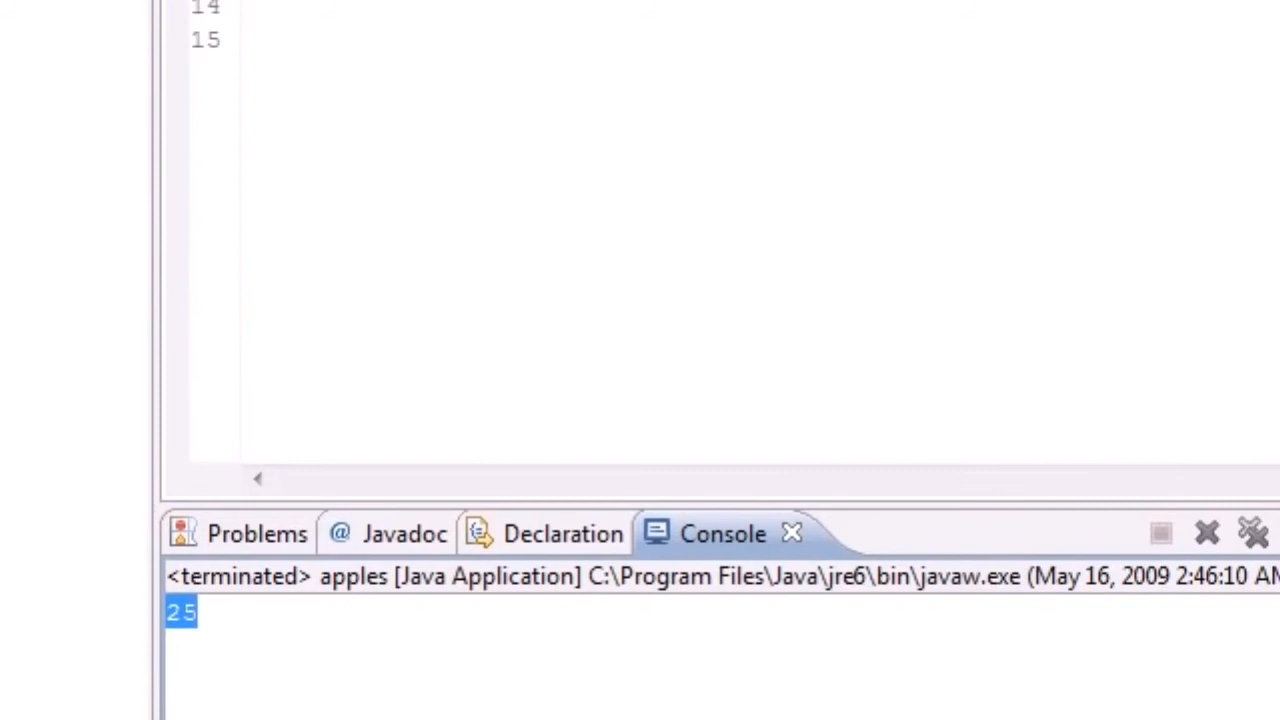 14
15
Problems @ Javadoc Declaration Console
<terminated> apples [Java Application] C:\Program Files\Java\jre6\bin\javaw.exe (May 16, 2009 2:46:10 AM
25